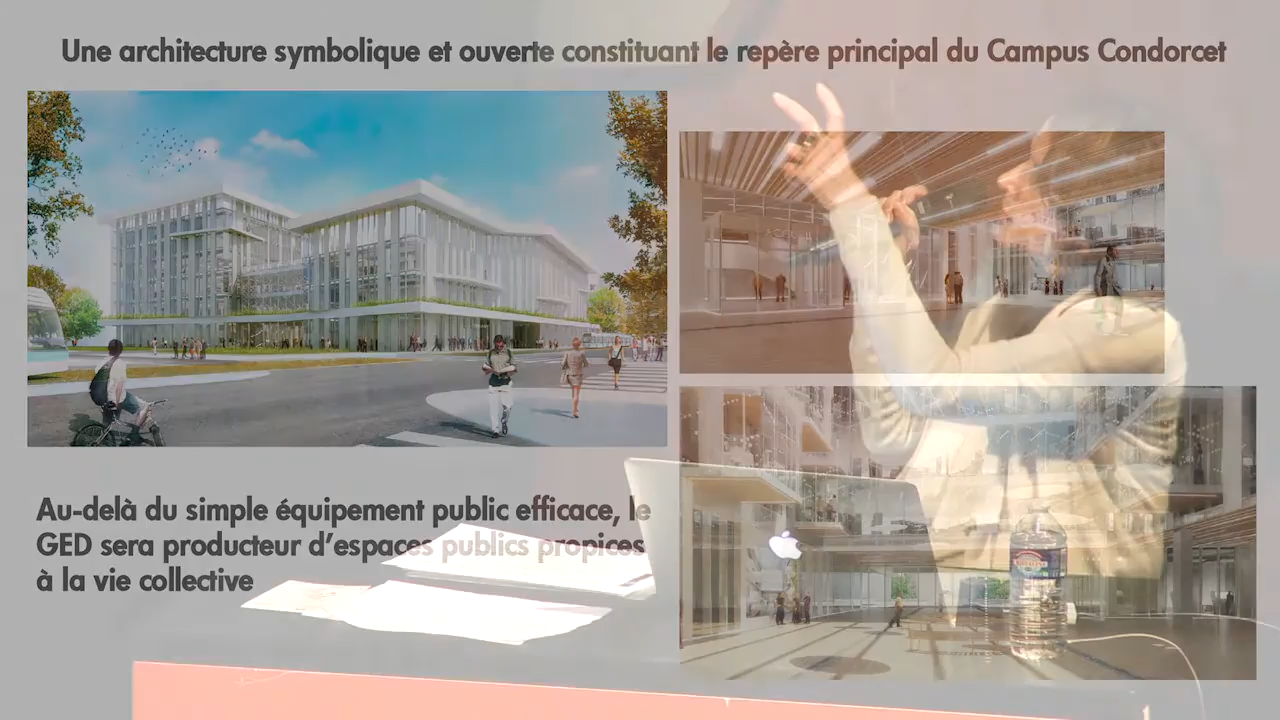 Une architecture symbolique et ouverte constituant le repère principal du Campus Condorcet
Au-delà du simple équipement public efficace, le
GED sera producteur d'espaces publics propices
à la vie collective